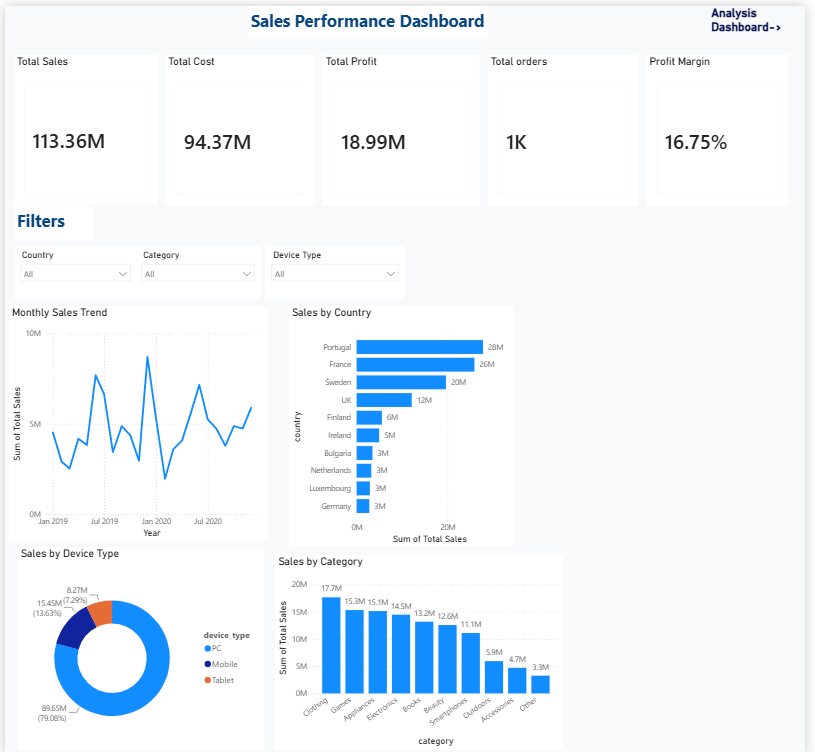 Sales Performance Dashboard
Analysis
Dashboard->
Total Sales
113.36M
Total Cost
94.37M
Total Profit
18.99M
Total orders
1K
Profit Margin
16.75%
Filters
Country
All
Category
All
Device Type
All
Monthly Sales Trend
Sum of Total Sales
10M
5M
0M
Jan 2019
Jul 2019
Jan 2020
Jul 2020
Year
Sales by Country
country
Portugal 28M
France 26M
Sweden 20M
UK 12M
Finland 6M
Ireland 5M
Bulgaria 3M
Netherlands 3M
Luxembourg 3M
Germany 3M
0M
20M
Sum of Total Sales
Sales by Device Type
8.27M
(7.29%)
15.45M
(13.63%)
89.65M
(79.08%)
device_type
PC
Mobile
Tablet
Sales by Category
Sum of Total Sales
20M
15M
10M
5M
0M
17.7M
15.3M
15.1M
14.5M
13.2M
12.6M
11.1M
5.9M
4.7M
3.3M
Clothing
Games
Appliances
Electronics
Books
Beauty
Smartphones
Outdoors
Accessories
Other
category